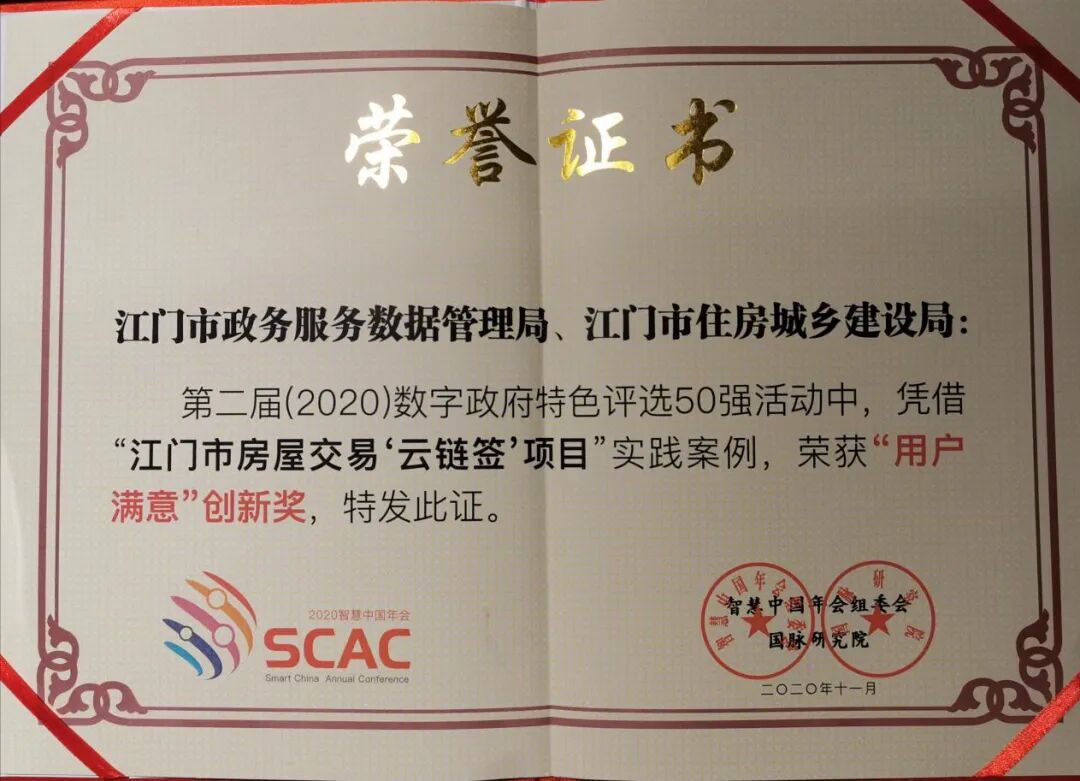 荣誉证书
江门市政务服务数据管理局、江门市住房城乡建设局：
第二届(2020)数字政府特色评选50强活动中，凭借
“江门市房屋交易‘云链签’项目”实践案例，荣获“用户
满意”创新奖，特发此证。
2020智慧中国年会
SCAC
Smart China Annual Conference
智慧中国年会组委会
国脉研究院
二〇二〇年十一月